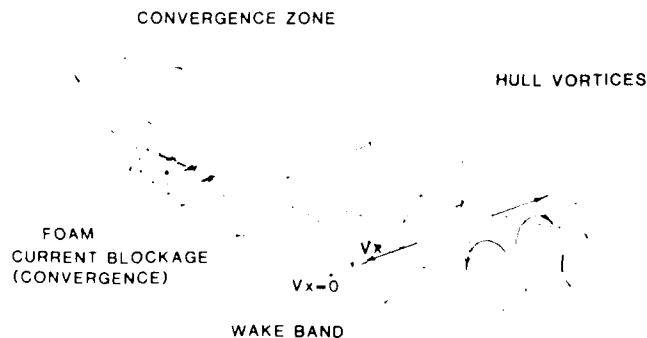 CONVERGENCE ZONE
HULL VORTICES
FOAM
CURRENT BLOCKAGE
(CONVERGENCE)
Vx
Vx=0
WAKE BAND